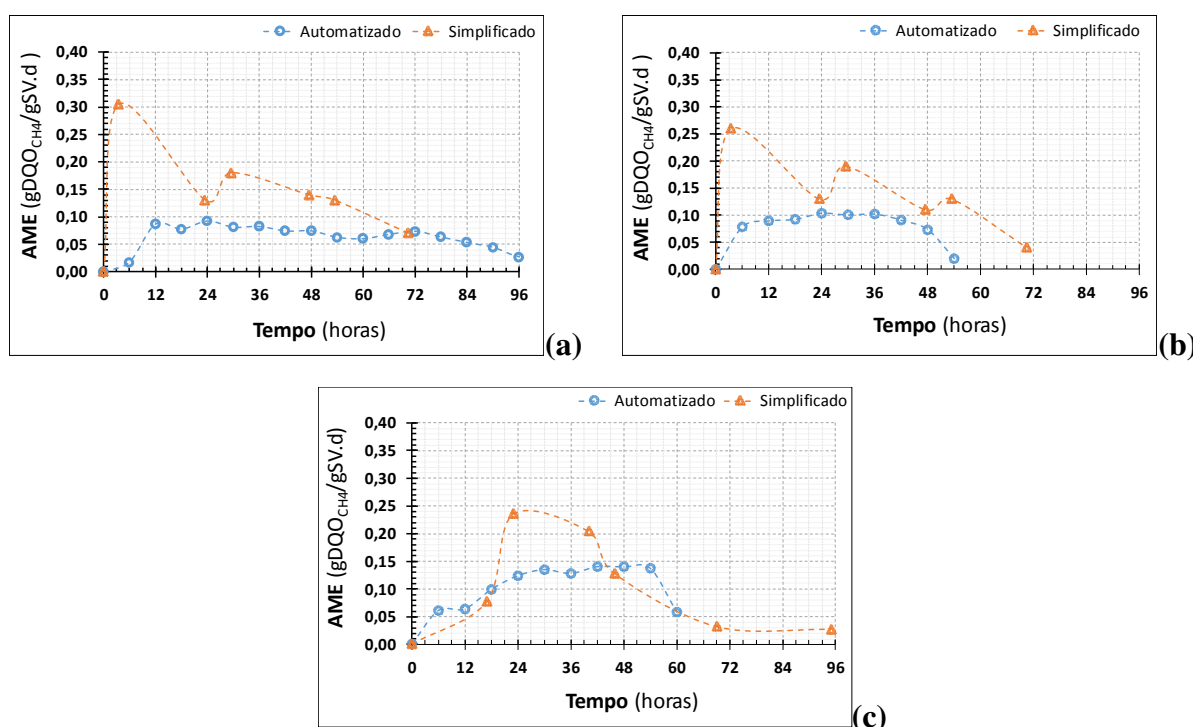 Automatizado Simplificado
0,40
0,35
0,30
0,25
0,20
0,15
0,10
0,05
0,00
AME (gDQO_CH4/gSV.d)
0 12 24 36 48 60 72 84 96
Tempo (horas)
(a)
Automatizado Simplificado
0,40
0,35
0,30
0,25
0,20
0,15
0,10
0,05
0,00
AME (gDQO_CH4/gSV.d)
0 12 24 36 48 60 72 84 96
Tempo (horas)
(b)
Automatizado Simplificado
0,40
0,35
0,30
0,25
0,20
0,15
0,10
0,05
0,00
AME (gDQO_CH4/gSV.d)
0 12 24 36 48 60 72 84 96
Tempo (horas)
(c)